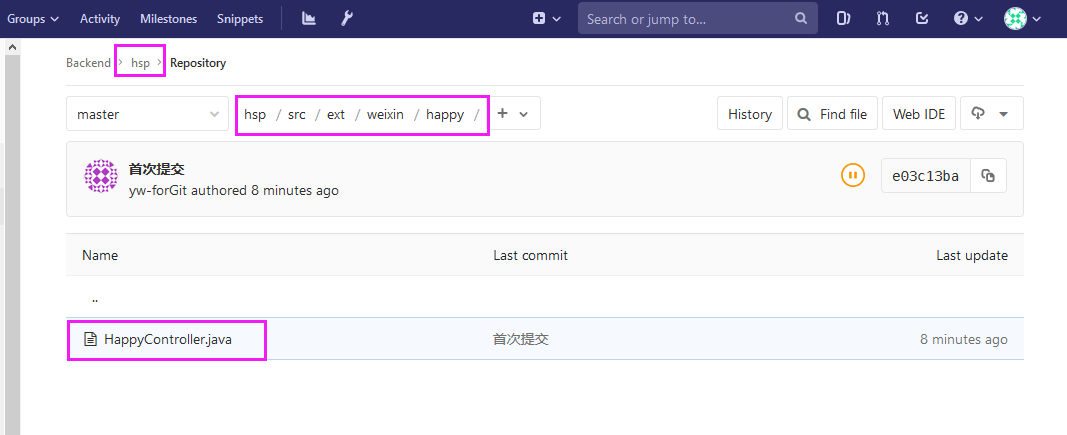 Groups Activity Milestones Snippets Search or jump to...
Backend > hsp > Repository
master hsp / src / ext / weixin / happy / + History Find file Web IDE
首次提交
yw-forGit authored 8 minutes ago e03c13ba
Name Last commit Last update
..
HappyController.java 首次提交 8 minutes ago